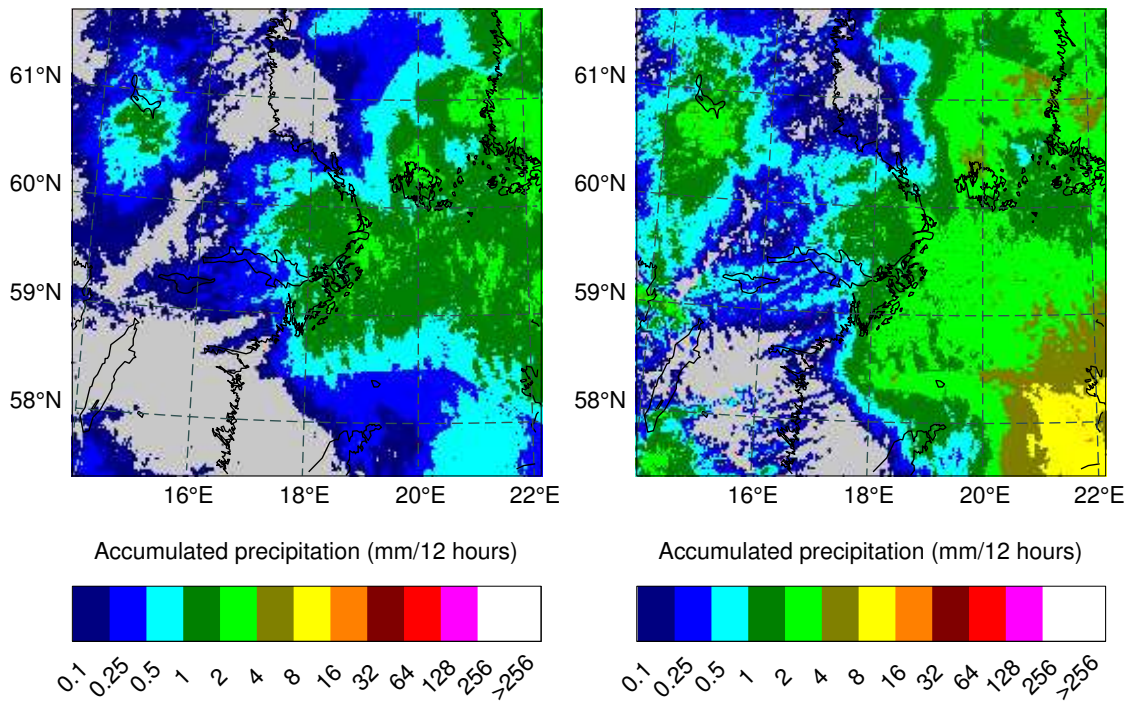 61°N
60°N
59°N
58°N
16°E 18°E 20°E 22°E
Accumulated precipitation (mm/12 hours)
0.1 0.25 0.5 1 2 4 8 16 32 64 128 256 >256
61°N
60°N
59°N
58°N
16°E 18°E 20°E 22°E
Accumulated precipitation (mm/12 hours)
0.1 0.25 0.5 1 2 4 8 16 32 64 128 256 >256